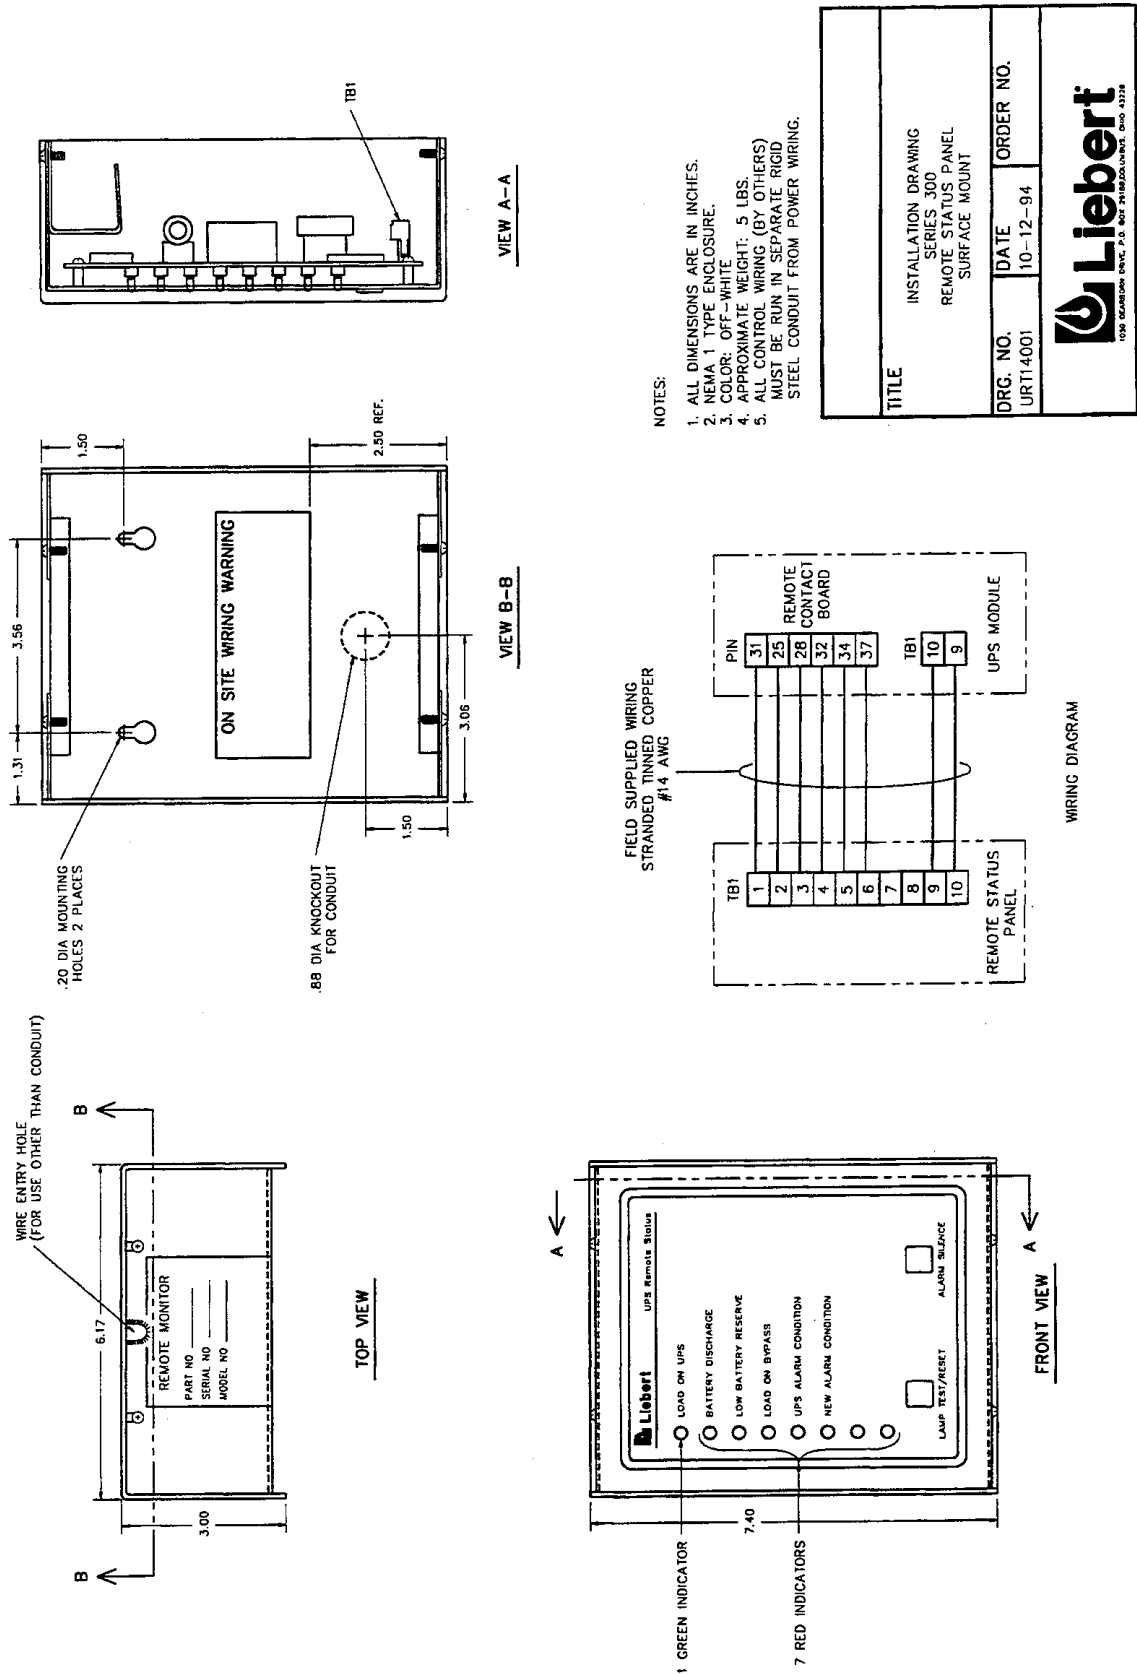 WIRE ENTRY HOLE
(FOR USE OTHER THAN CONDUIT)
B
B
6.17
3.00
REMOTE MONITOR
PART NO
SERIAL NO
MODEL NO
TOP VIEW
.20 DIA MOUNTING
HOLES 2 PLACES
.88 DIA KNOCKOUT
FOR CONDUIT
1.31
3.56
1.50
ON SITE WIRING WARNING
2.50 REF.
1.50
3.06
VIEW B-B
TB1
VIEW A-A
1 GREEN INDICATOR
7 RED INDICATORS
7.40
A
A
Liebert
UPS Remote Status
LOAD ON UPS
BATTERY DISCHARGE
LOW BATTERY RESERVE
LOAD ON BYPASS
UPS ALARM CONDITION
NEW ALARM CONDITION
LAMP TEST/RESET
ALARM SILENCE
FRONT VIEW
FIELD SUPPLIED WIRING
STRANDED TINNED COPPER
#14 AWG
TB1
1
2
3
4
5
6
7
8
9
10
REMOTE STATUS
PANEL
PIN
31
25
28
32
34
37
REMOTE
CONTACT
BOARD
TB1
10
9
UPS MODULE
WIRING DIAGRAM
NOTES:
1. ALL DIMENSIONS ARE IN INCHES.
2. NEMA 1 TYPE ENCLOSURE.
3. COLOR: OFF-WHITE
4. APPROXIMATE WEIGHT: 5 LBS.
5. ALL CONTROL WIRING (BY OTHERS)
MUST BE RUN IN SEPARATE RIGID
STEEL CONDUIT FROM POWER WIRING.
TITLE
INSTALLATION DRAWING
SERIES 300
REMOTE STATUS PANEL
SURFACE MOUNT
DRG. NO.
URT14001
DATE
10-12-94
ORDER NO.
Liebert
1050 DEARBORN DRIVE, P.O. BOX 29186, COLUMBUS, OHIO 43229